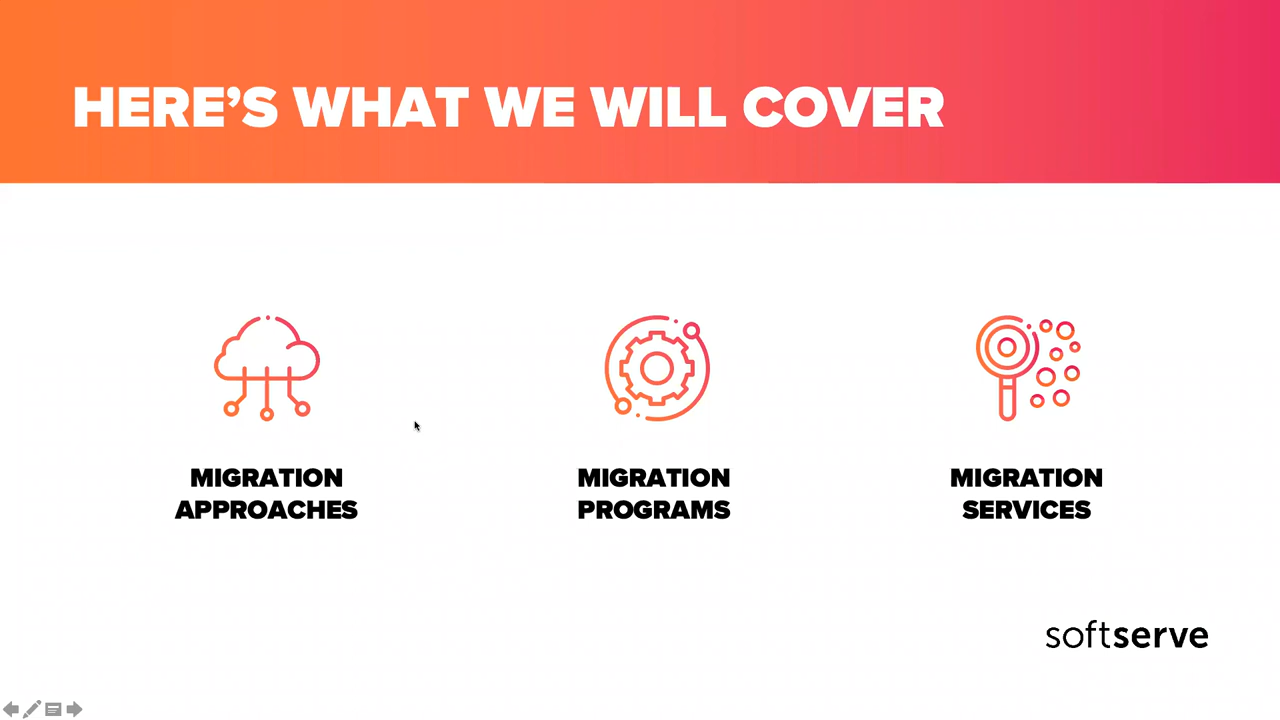 HERE’S WHAT WE WILL COVER
MIGRATION
APPROACHES
MIGRATION
PROGRAMS
MIGRATION
SERVICES
softserve